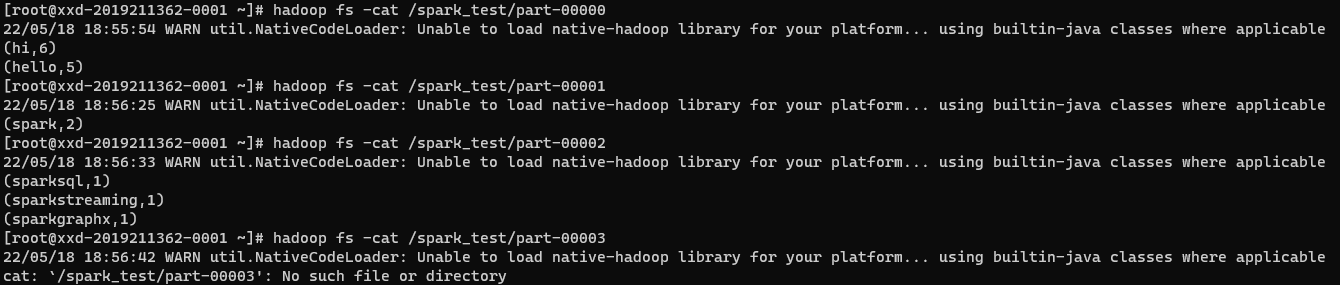 [root@xxd-2019211362-0001 ~]# hadoop fs -cat /spark_test/part-00000
22/05/18 18:55:54 WARN util.NativeCodeLoader: Unable to load native-hadoop library for your platform... using builtin-java classes where applicable
(hi,6)
(hello,5)
[root@xxd-2019211362-0001 ~]# hadoop fs -cat /spark_test/part-00001
22/05/18 18:56:25 WARN util.NativeCodeLoader: Unable to load native-hadoop library for your platform... using builtin-java classes where applicable
(spark,2)
[root@xxd-2019211362-0001 ~]# hadoop fs -cat /spark_test/part-00002
22/05/18 18:56:33 WARN util.NativeCodeLoader: Unable to load native-hadoop library for your platform... using builtin-java classes where applicable
(sparksql,1)
(sparkstreaming,1)
(sparkgraphx,1)
[root@xxd-2019211362-0001 ~]# hadoop fs -cat /spark_test/part-00003
22/05/18 18:56:42 WARN util.NativeCodeLoader: Unable to load native-hadoop library for your platform... using builtin-java classes where applicable
cat: `/spark_test/part-00003': No such file or directory